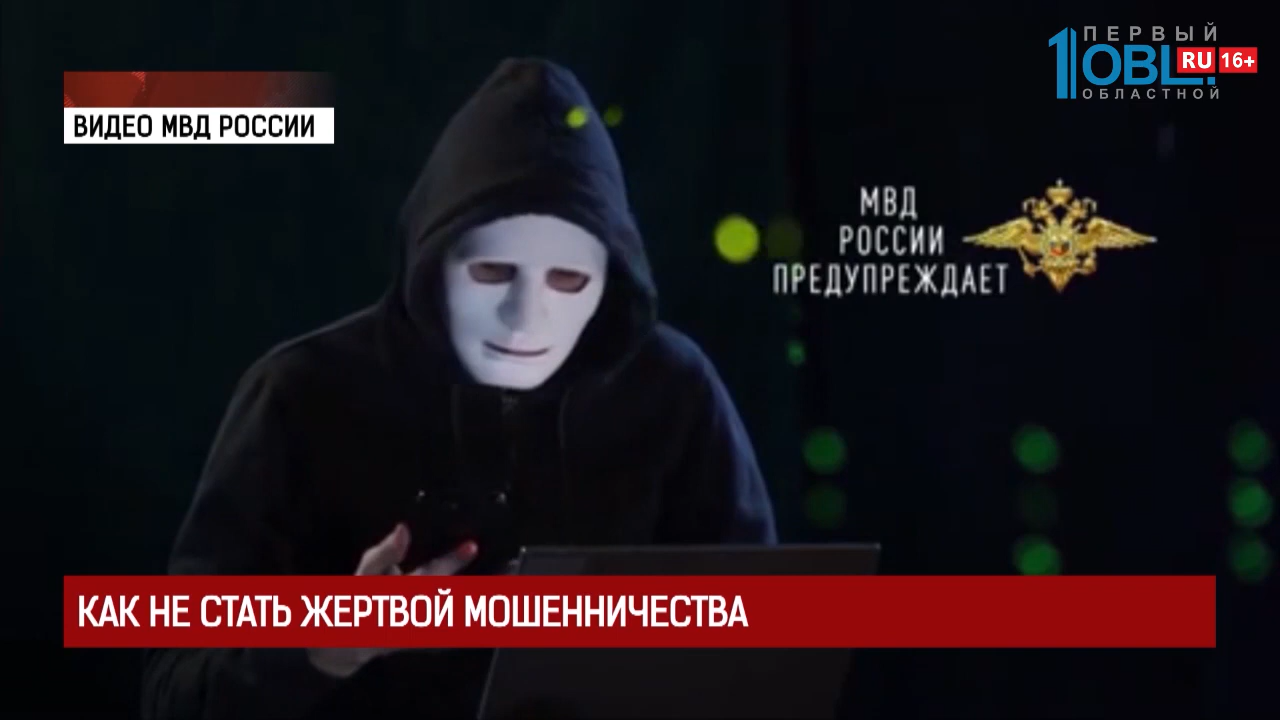 ПЕРВЫЙ
1OBL.
RU 16+
ОБЛАСТНОЙ
ВИДЕО МВД РОССИИ
МВД
РОССИИ
ПРЕДУПРЕЖДАЕТ
КАК НЕ СТАТЬ ЖЕРТВОЙ МОШЕННИЧЕСТВА